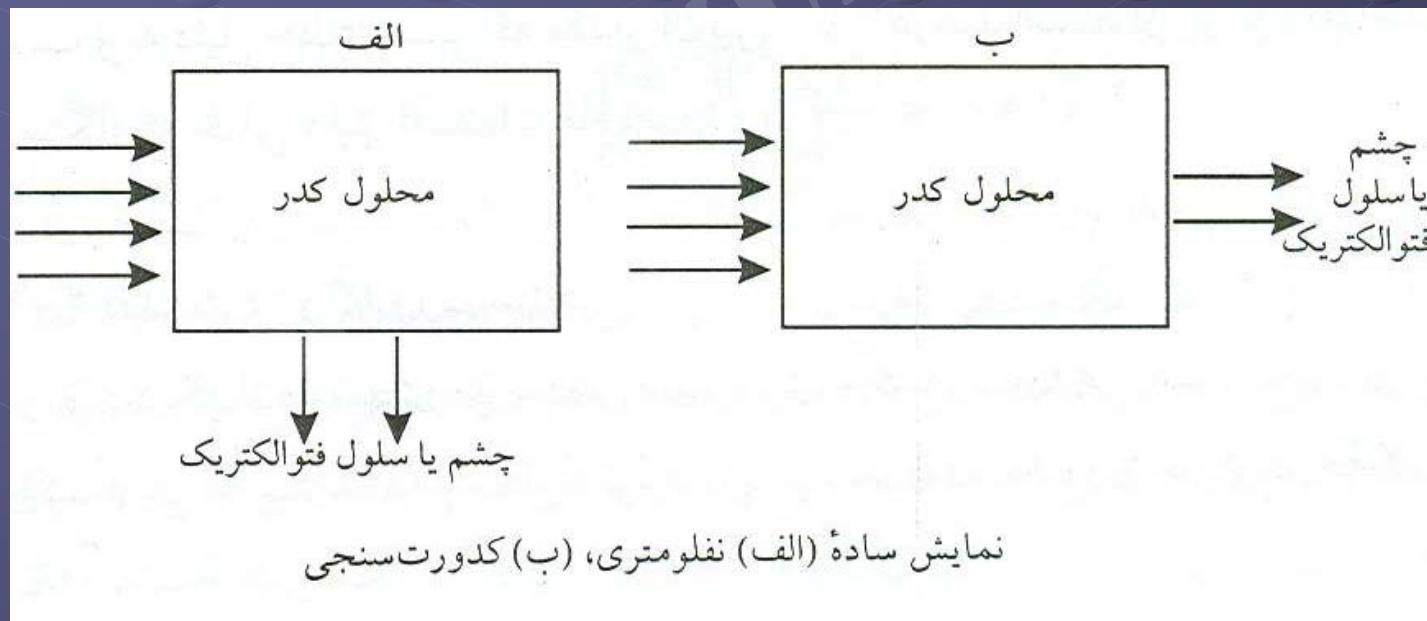 الف
ب
محلول کدر
محلول کدر
چشم
یا سلول
فتوالکتریک
چشم یا سلول فتوالکتریک
نمایش سادهٔ (الف) نفلومتری، (ب) کدورت‌سنجی